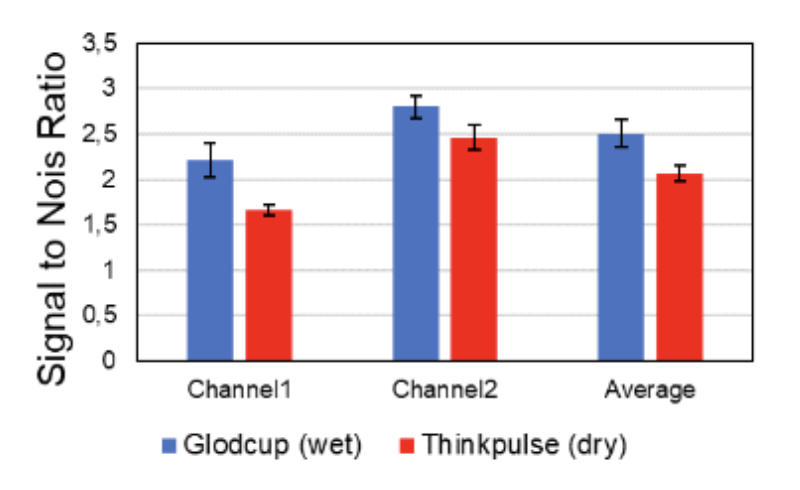 Signal to Nois Ratio
3,5
3
2,5
2
1,5
1
0,5
0
Channel1 Channel2 Average
Glodcup (wet) Thinkpulse (dry)